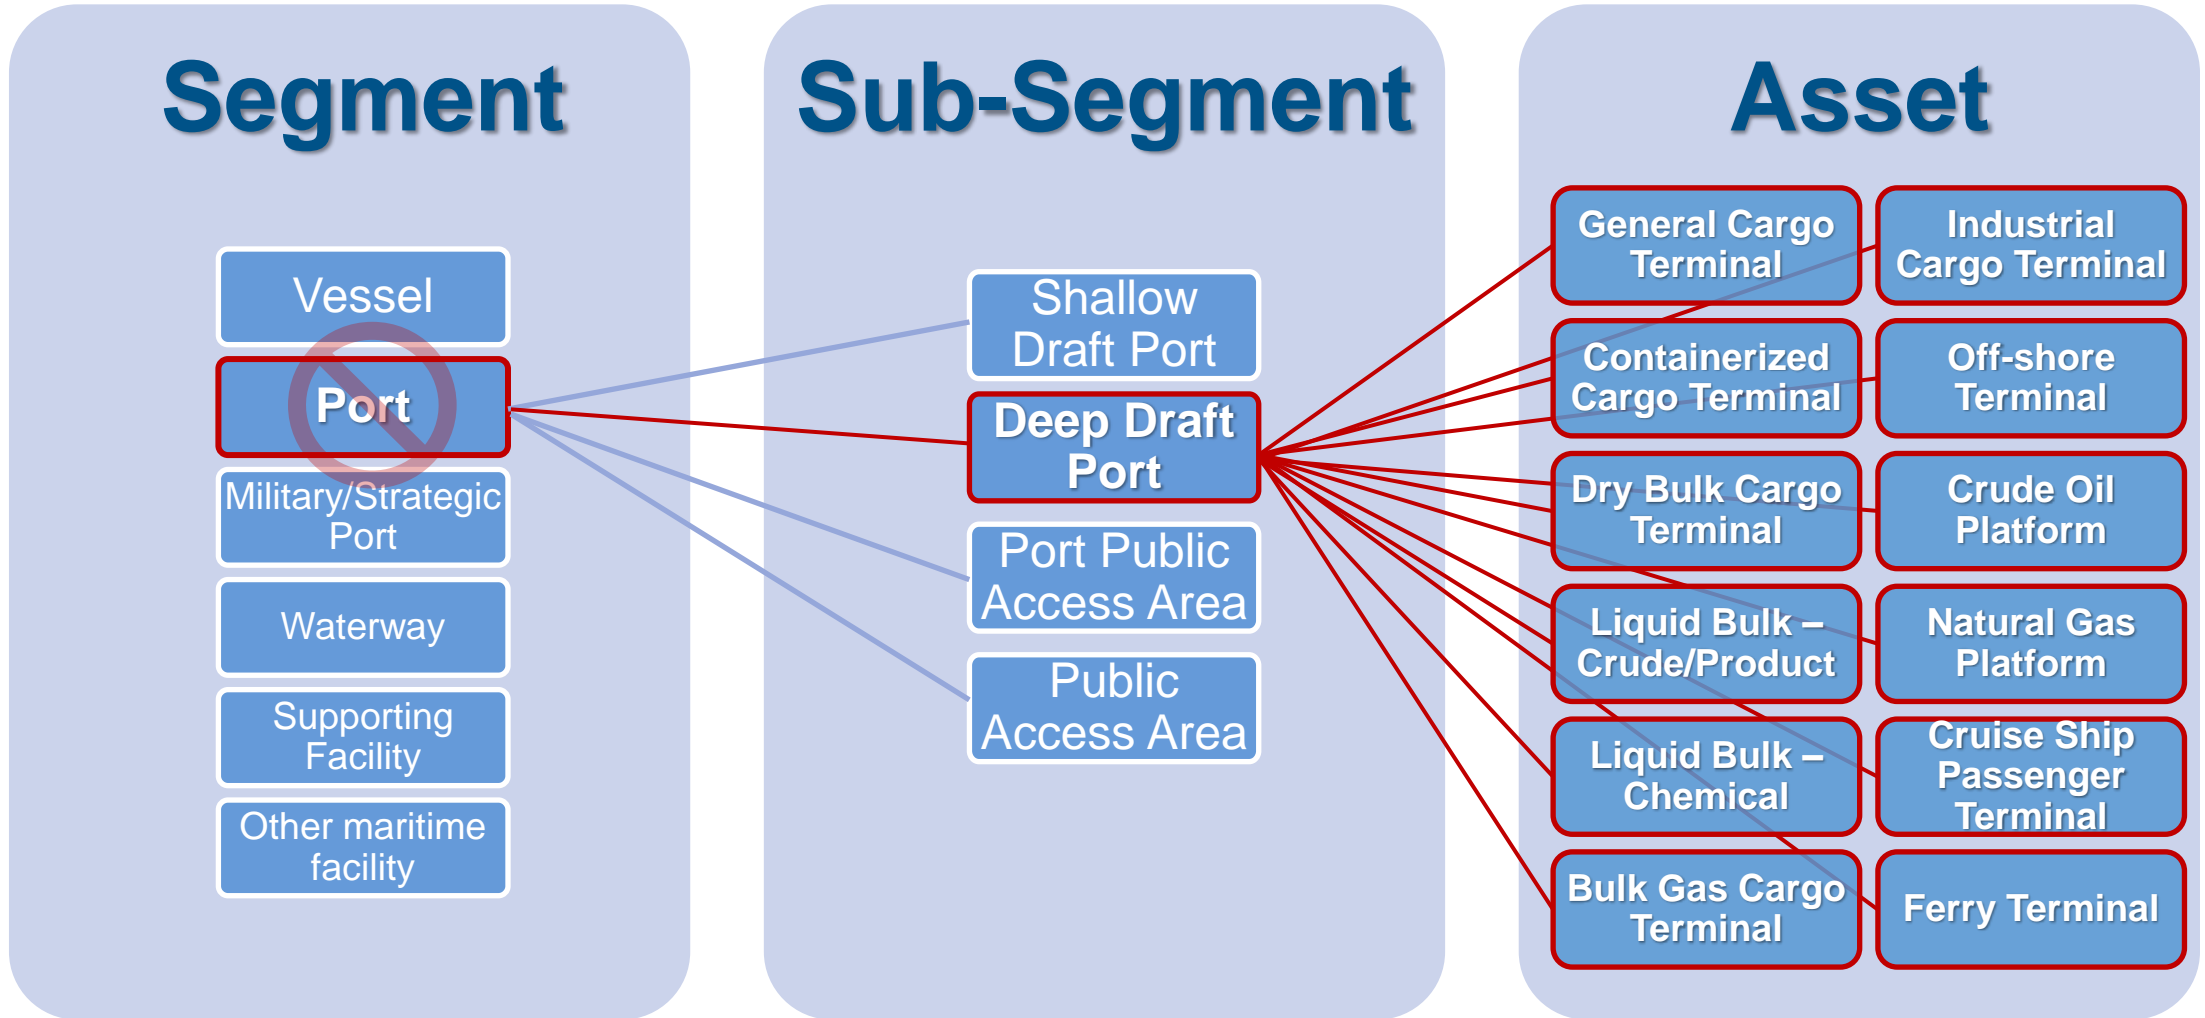 Segment
Vessel
Port
Military/Strategic
Port
Waterway
Supporting
Facility
Other maritime
facility
Sub-Segment
Shallow
Draft Port
Deep Draft
Port
Port Public
Access Area
Public
Access Area
Asset
General Cargo
Terminal
Industrial
Cargo Terminal
Containerized
Cargo Terminal
Off-shore
Terminal
Dry Bulk Cargo
Terminal
Crude Oil
Platform
Liquid Bulk –
Crude/Product
Natural Gas
Platform
Liquid Bulk –
Chemical
Cruise Ship
Passenger
Terminal
Bulk Gas Cargo
Terminal
Ferry Terminal